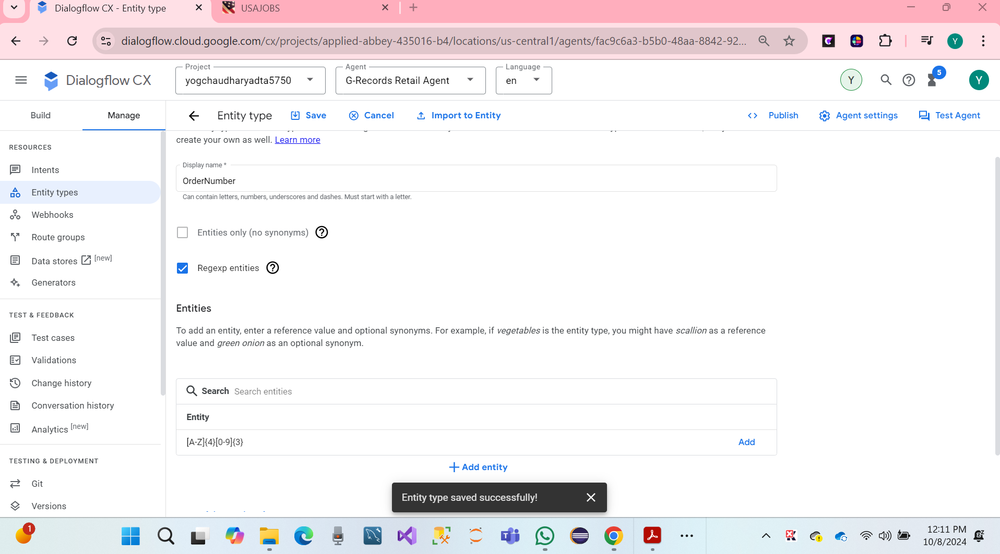 Dialogflow CX - Entity type
USAJOBS
dialogflow.cloud.google.com/cx/projects/applied-abbey-435016-b4/locations/us-central1/agents/fac9c6a3-b5b0-48aa-8842-92...
Y
Dialogflow CX
Project
yogchaudharyadta5750
Agent
G-Records Retail Agent
Language
en
Y
5
Y
Build
Manage
Entity type
Save
Cancel
Import to Entity
Publish
Agent settings
Test Agent
create your own as well. Learn more
RESOURCES
Intents
Entity types
Webhooks
Route groups
Data stores [new]
Generators
TEST & FEEDBACK
Test cases
Validations
Change history
Conversation history
Analytics [new]
TESTING & DEPLOYMENT
Git
Versions
Display name *
OrderNumber
Can contain letters, numbers, underscores and dashes. Must start with a letter.
Entities only (no synonyms)
Regexp entities
Entities
To add an entity, enter a reference value and optional synonyms. For example, if vegetables is the entity type, you might have scallion as a reference
value and green onion as an optional synonym.
Search Search entities
Entity
[A-Z]{4}[0-9]{3}
Add
Add entity
Entity type saved successfully!
1
12:11 PM
10/8/2024